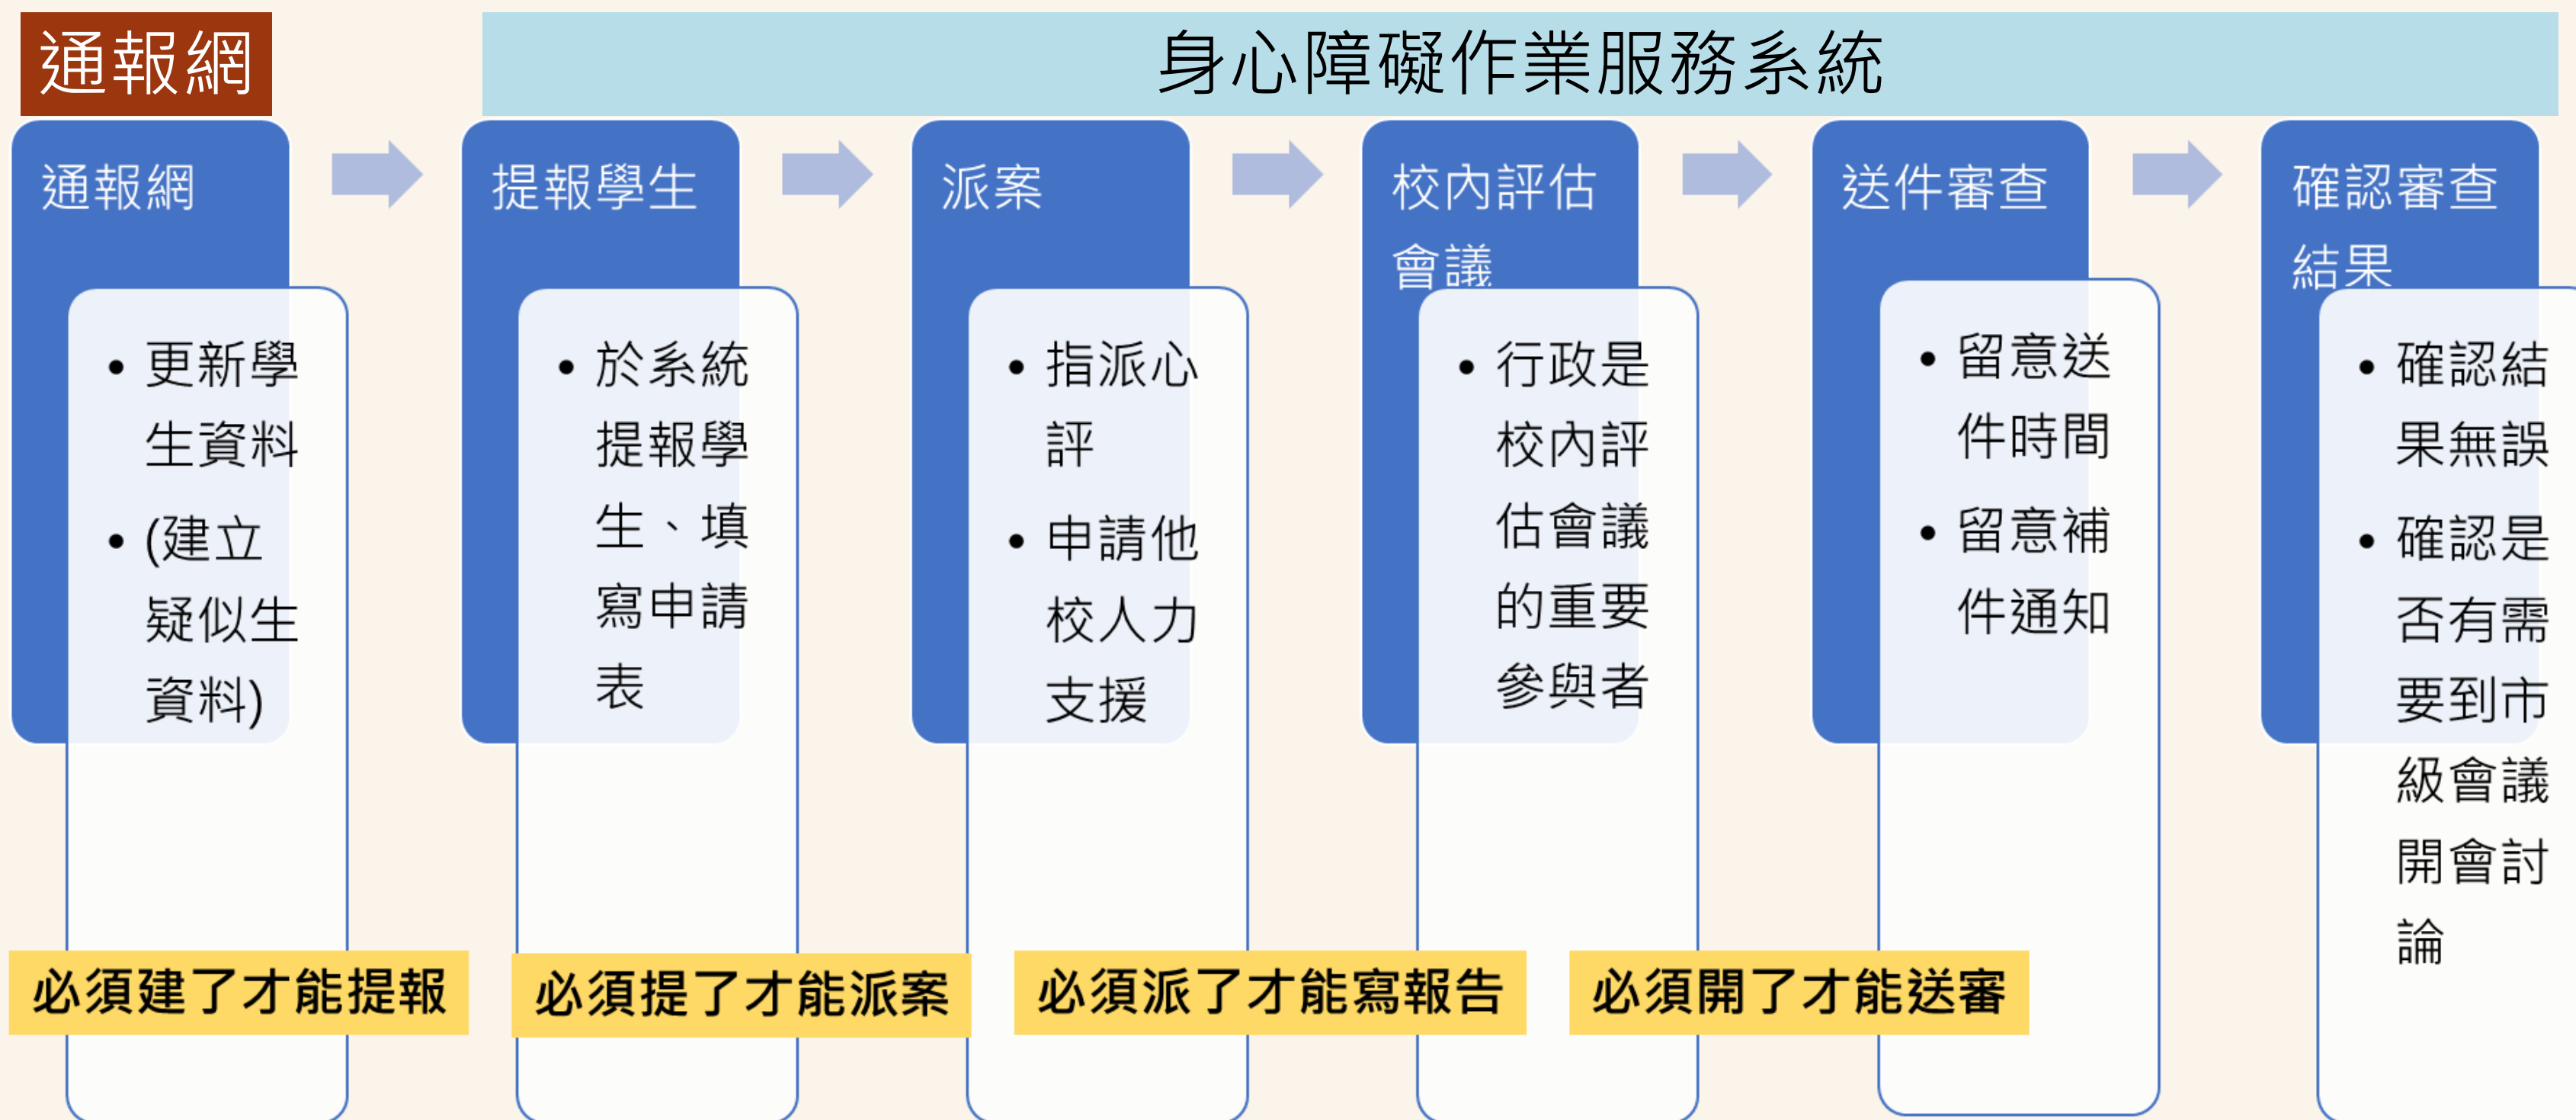 通報網
身心障礙作業服務系統
通報網
• 更新學
生資料
• (建立
疑似生
資料)
提報學生
• 於系統
提報學
生、填
寫申請
表
派案
• 指派心
評
• 申請他
校人力
支援
校內評估
會議
• 行政是
校內評
估會議
的重要
參與者
送件審查
• 留意送
件時間
• 留意補
件通知
確認審查
結果
• 確認結
果無誤
• 確認是
否有需
要到市
級會議
開會討
論
必須建了才能提報
必須提了才能派案
必須派了才能寫報告
必須開了才能送審